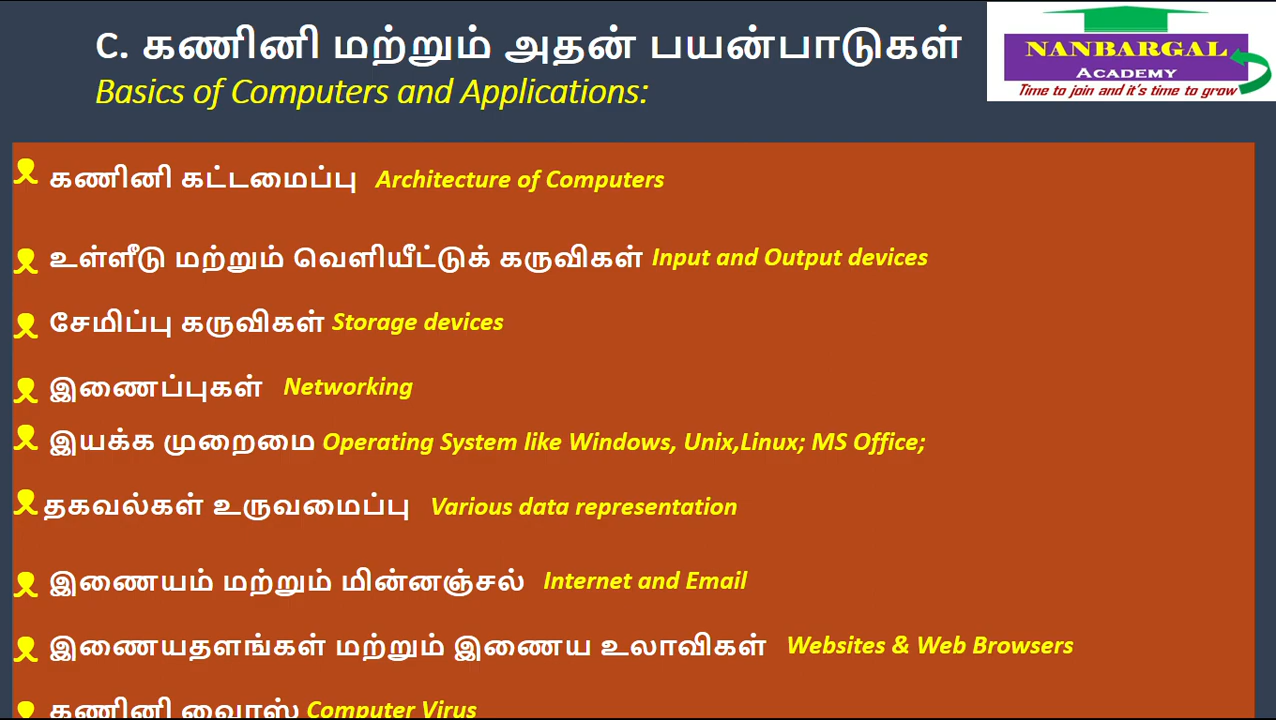 C. கணினி மற்றும் அதன் பயன்பாடுகள்
Basics of Computers and Applications:
NANBARGAL
ACADEMY
Time to join and it's time to grow
கணினி கட்டமைப்பு Architecture of Computers
உள்ளீடு மற்றும் வெளியீட்டுக் கருவிகள் Input and Output devices
சேமிப்பு கருவிகள் Storage devices
இணைப்புகள் Networking
இயக்க முறைமை Operating System like Windows, Unix,Linux; MS Office;
தகவல்கள் உருவமைப்பு Various data representation
இணையம் மற்றும் மின்னஞ்சல் Internet and Email
இணையதளங்கள் மற்றும் இணைய உலாவிகள் Websites & Web Browsers
கணினி வைரஸ் Computer Virus